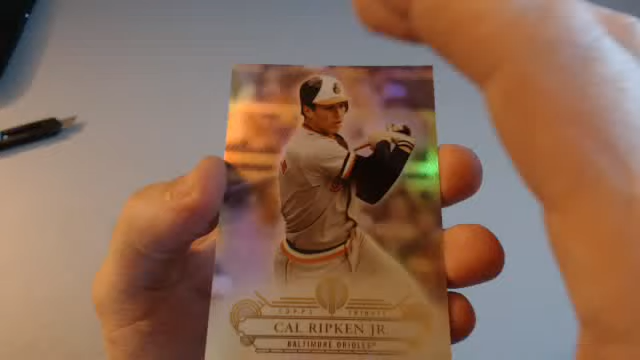 TOPPS TRIBUTE
CAL RIPKEN JR.
BALTIMORE ORIOLES®